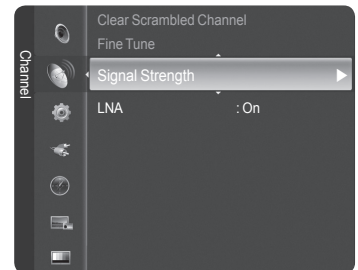 Channel
Clear Scrambled Channel
Fine Tune
Signal Strength
LNA : On